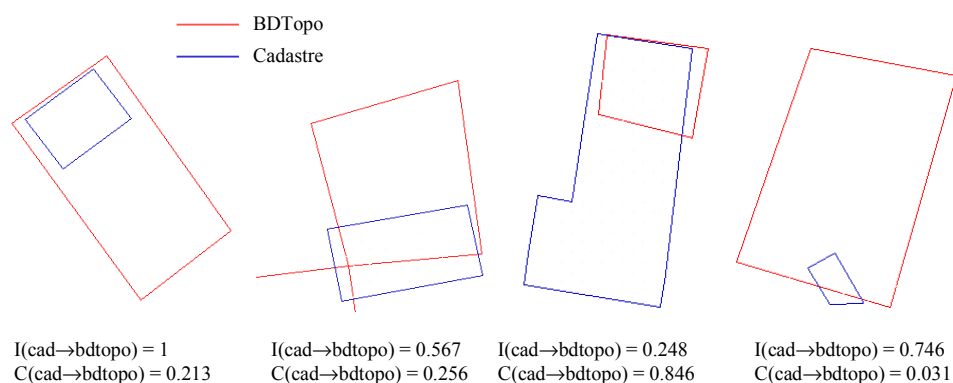 BDTopo
Cadastre
I(cad→bdtopo) = 1
C(cad→bdtopo) = 0.213
I(cad→bdtopo) = 0.567
C(cad→bdtopo) = 0.256
I(cad→bdtopo) = 0.248
C(cad→bdtopo) = 0.846
I(cad→bdtopo) = 0.746
C(cad→bdtopo) = 0.031